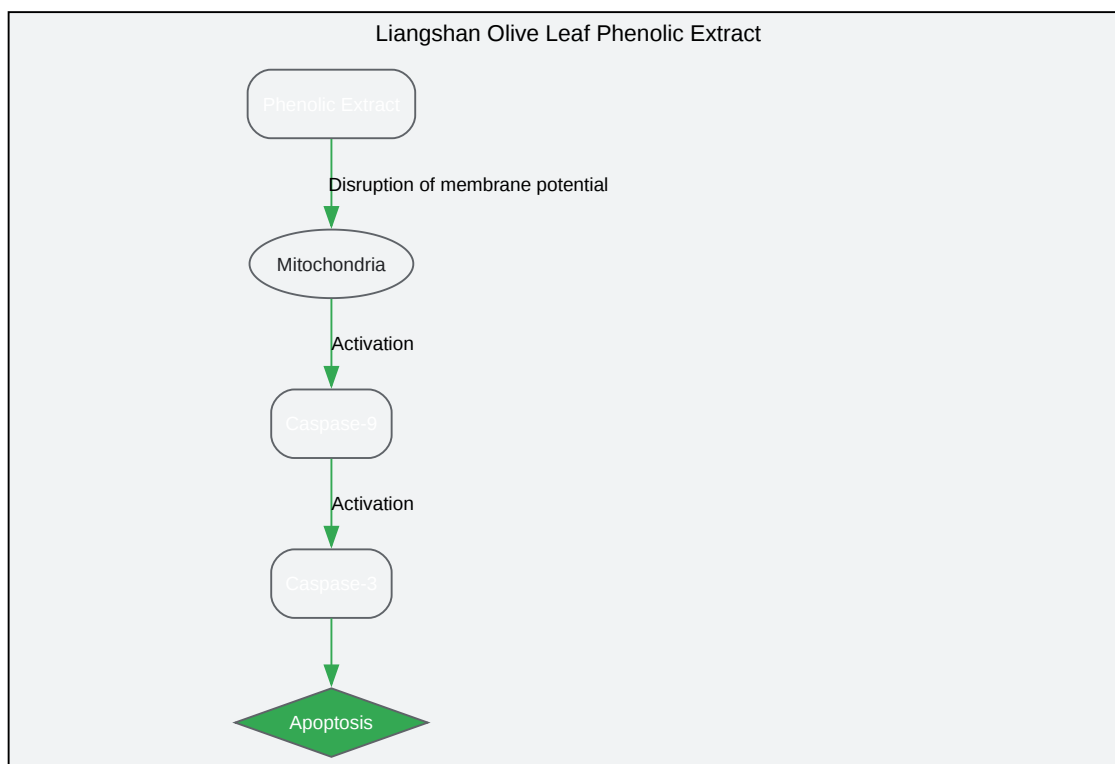 Liangshan Olive Leaf Phenolic Extract
Phenolic Extract
Disruption of membrane potential
Mitochondria
Activation
Caspase-9
Activation
Caspase-3
Apoptosis